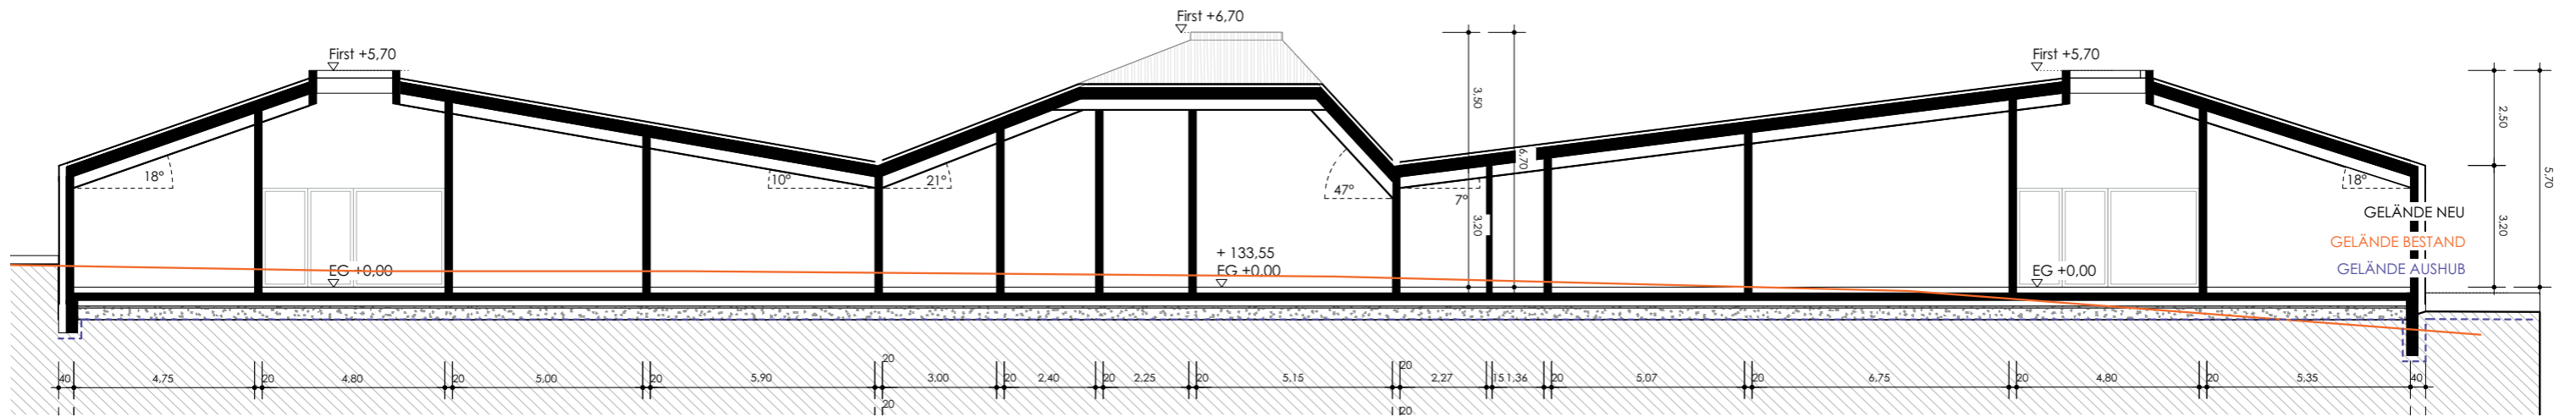 First +6,70
First +5,70
First +5,70
3,50
2,50
6,70
5,70
18°
10°
21°
47°
7°
18°
3,20
3,20
GELÄNDE NEU
GELÄNDE BESTAND
GELÄNDE AUSHUB
+ 133,55
EG +0,00
EG +0,00
EG +0,00
20
20
40 4,75 20 4,80 20 5,00 20 5,90 3,00 20 2,40 20 2,25 20 5,15 2,27 15 1,36 20 5,07 20 6,75 20 4,80 20 5,35 40
20
20